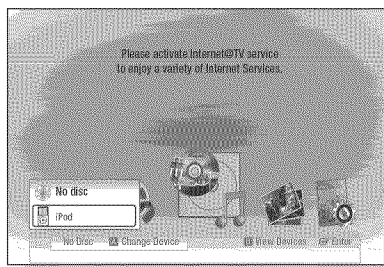 Please activate Internet@TV service
to enjoy a variety of Internet Services.
No disc
iPod
No Disc A Change Device D View Devices Enter